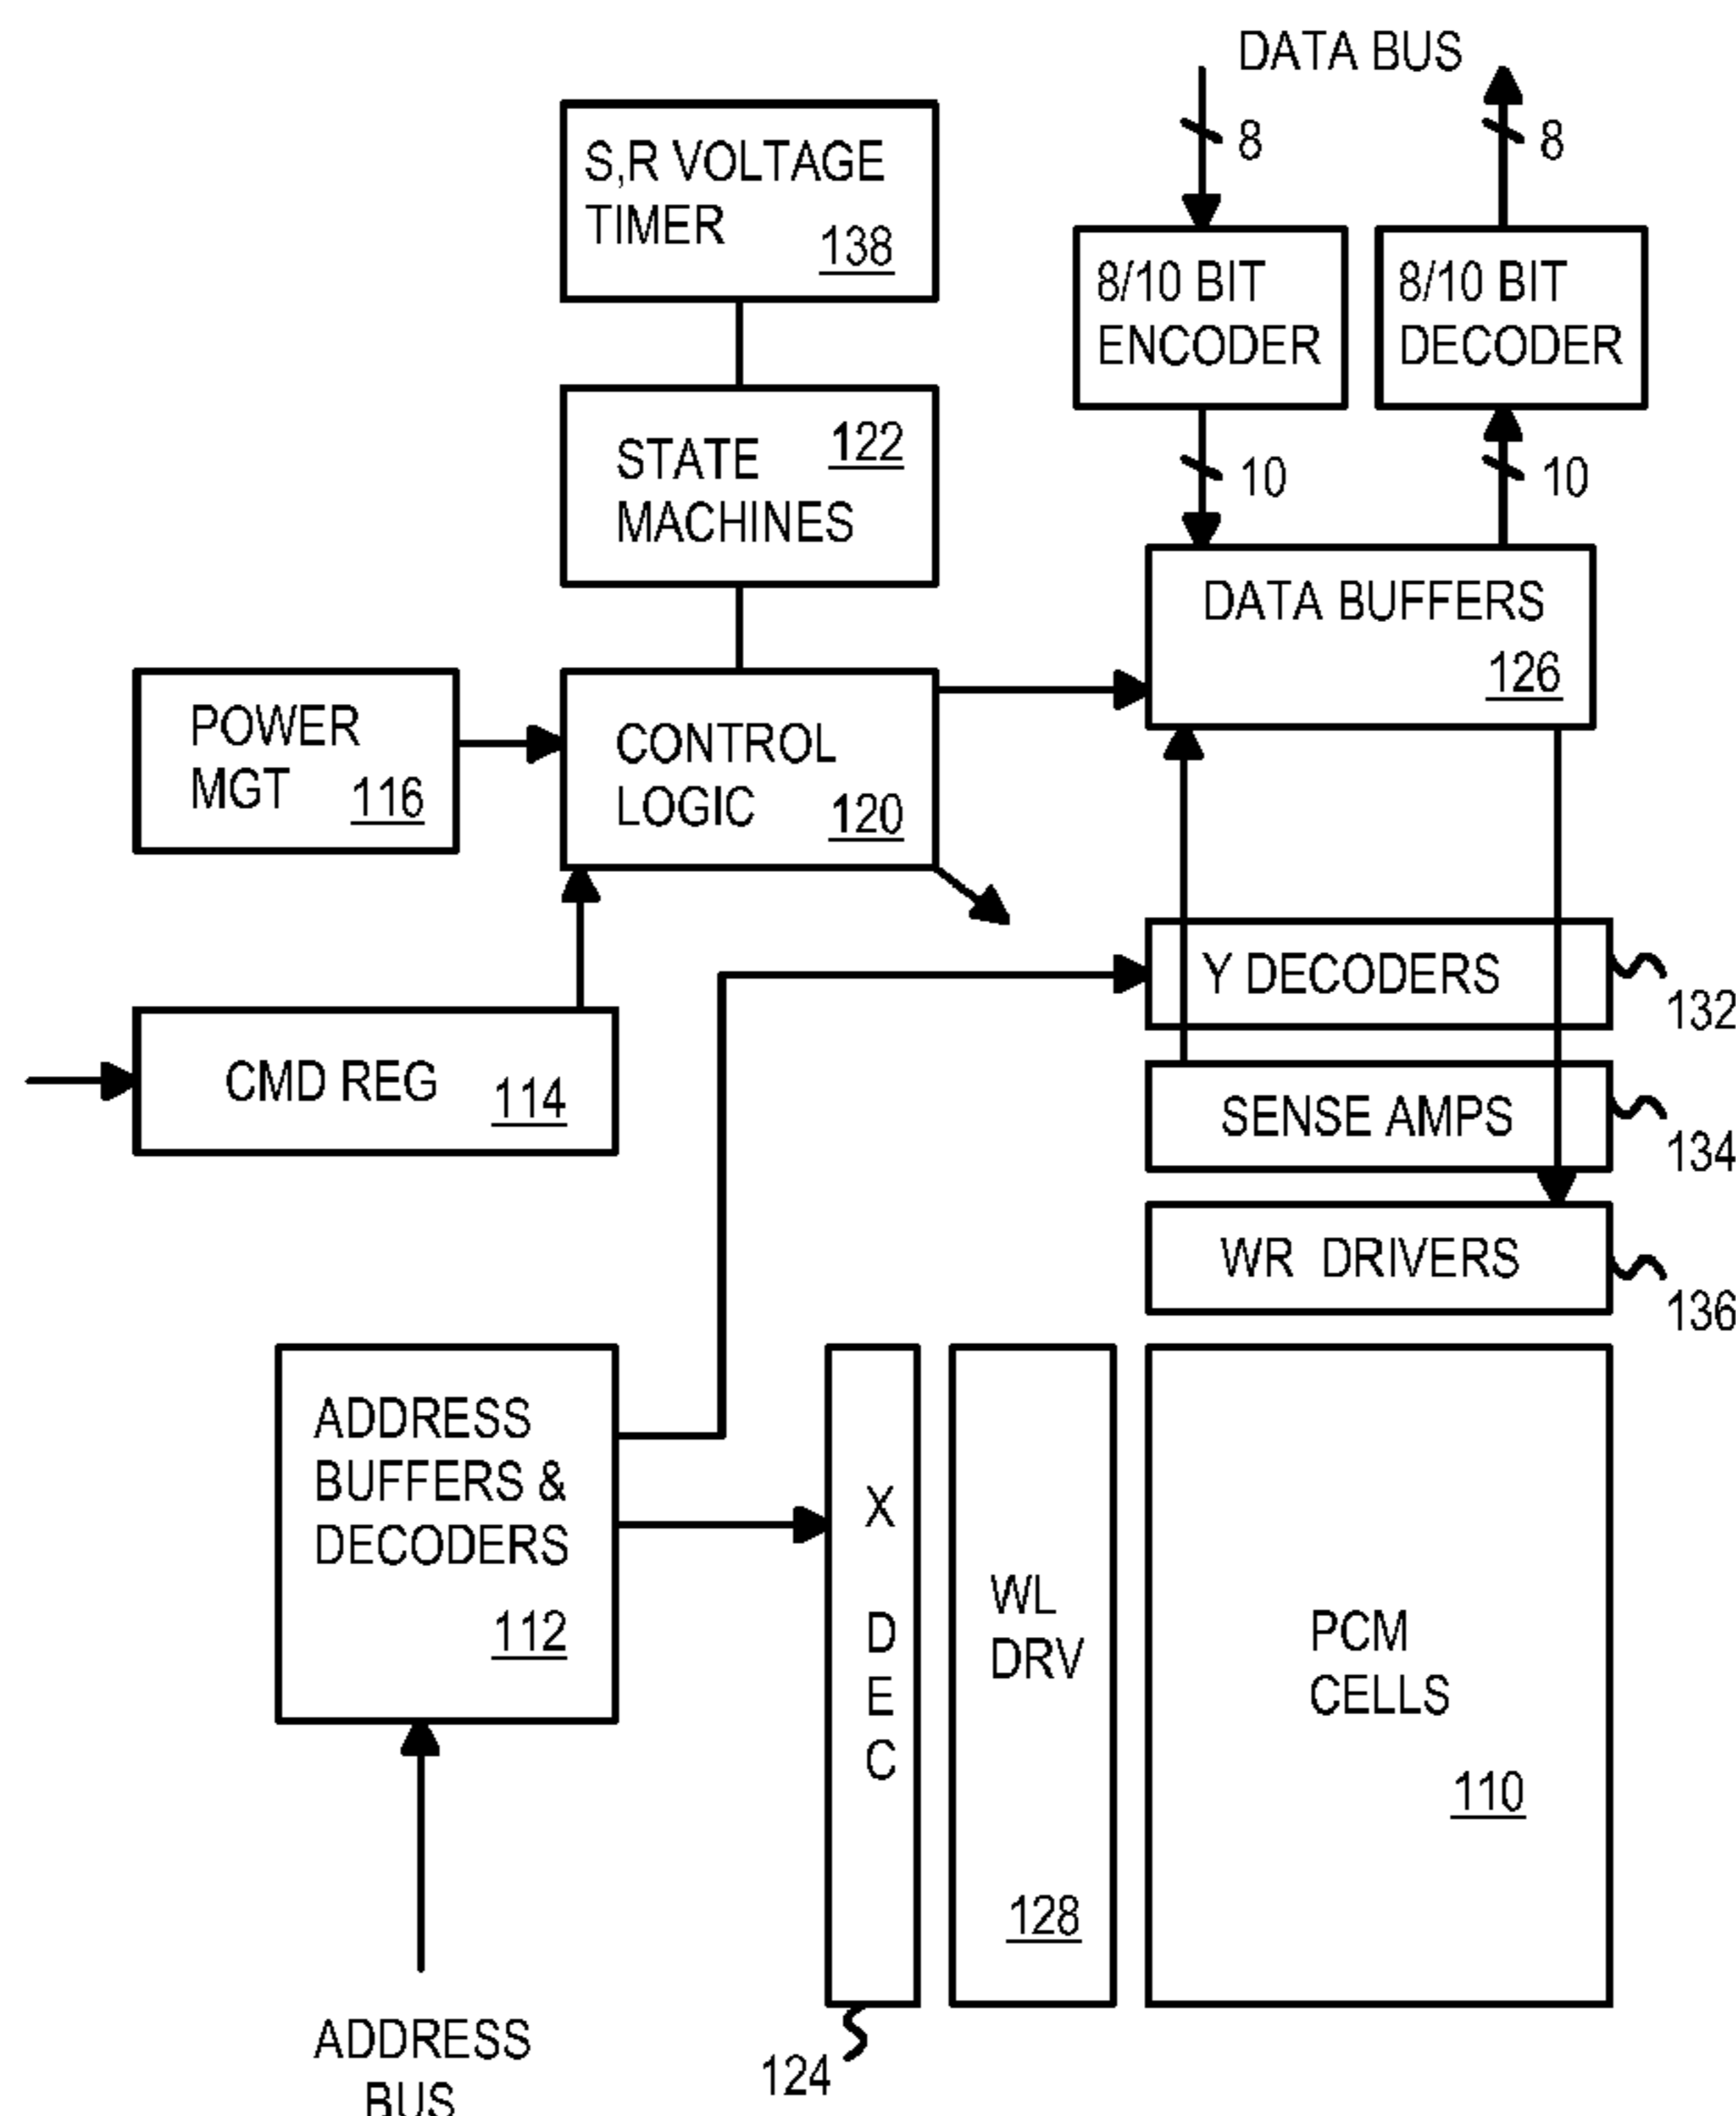 DATA BUS
8
8
S,R VOLTAGE
TIMER
138
8/10 BIT
ENCODER
8/10 BIT
DECODER
122
STATE
MACHINES
10
10
DATA BUFFERS
126
POWER
MGT
116
CONTROL
LOGIC
120
Y DECODERS
132
CMD REG
114
SENSE AMPS
134
WR DRIVERS
136
ADDRESS
BUFFERS &
DECODERS
112
X
D
E
C
WL
DRV
128
PCM
CELLS
110
124
ADDRESS
BUS